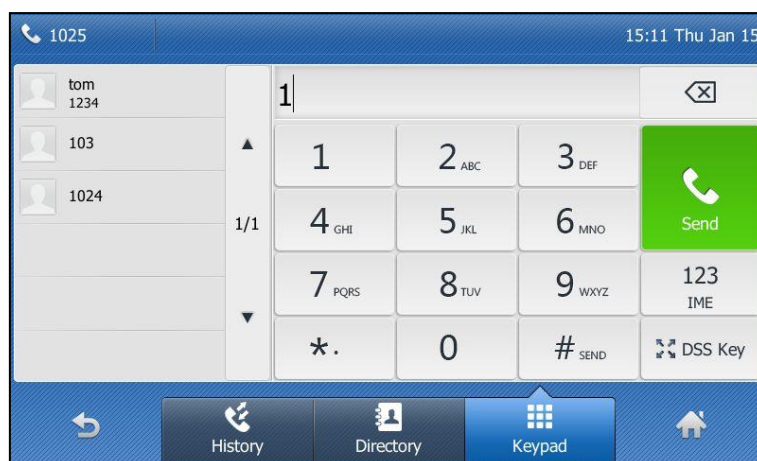 1025
15:11 Thu Jan 15
tom
1234
103
1024
1/1
1
1
2 ABC
3 DEF
Send
4 GHI
5 JKL
6 MNO
7 PQRS
8 TUV
9 WXYZ
123
IME
*.
0
# SEND
DSS Key
History
Directory
Keypad